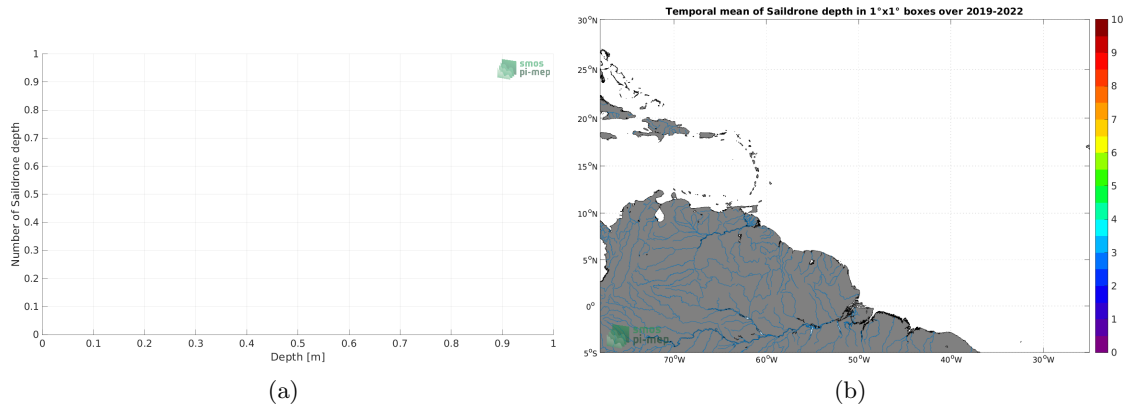 Temporal mean of Saildrone depth in 1°x1° boxes over 2019-2022
smos
pi-mep
Number of Saildrone depth
1
0.9
0.8
0.7
0.6
0.5
0.4
0.3
0.2
0.1
0
0 0.1 0.2 0.3 0.4 0.5 0.6 0.7 0.8 0.9 1
Depth [m]
(a)
30°N
25°N
20°N
15°N
10°N
5°N
0°
5°S
70°W 60°W 50°W 40°W 30°W
smos
pi-mep
10
9
8
7
6
5
4
3
2
1
0
(b)